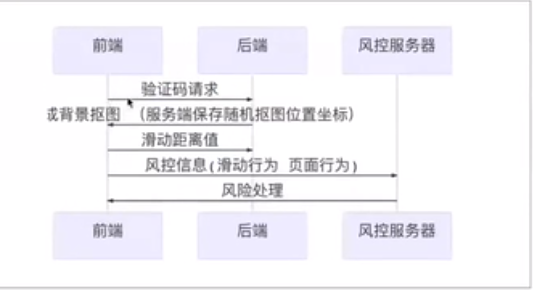 前端 后端 风控服务器
验证码请求
或背景抠图 (服务端保存随机抠图位置坐标)
滑动距离值
风控信息(滑动行为 页面行为)
风险处理
前端 后端 风控服务器